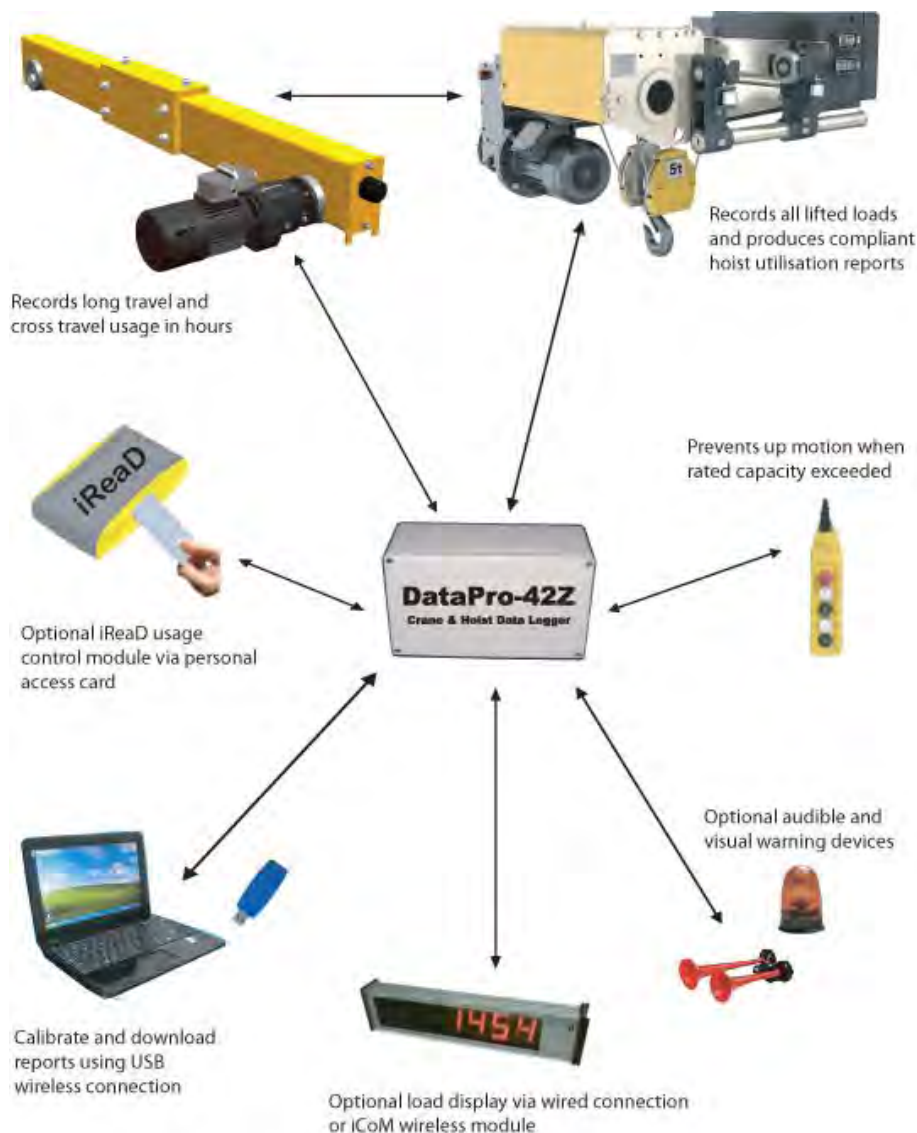 5t
Records all lifted loads
and produces compliant
hoist utilisation reports
Records long travel and
cross travel usage in hours
iReaD
Prevents up motion when
rated capacity exceeded
DataPro-42Z
Crane & Hoist Data Logger
Optional iReaD usage
control module via personal
access card
Optional audible and
visual warning devices
1454
Calibrate and download
reports using USB
wireless connection
Optional load display via wired connection
or iCoM wireless module